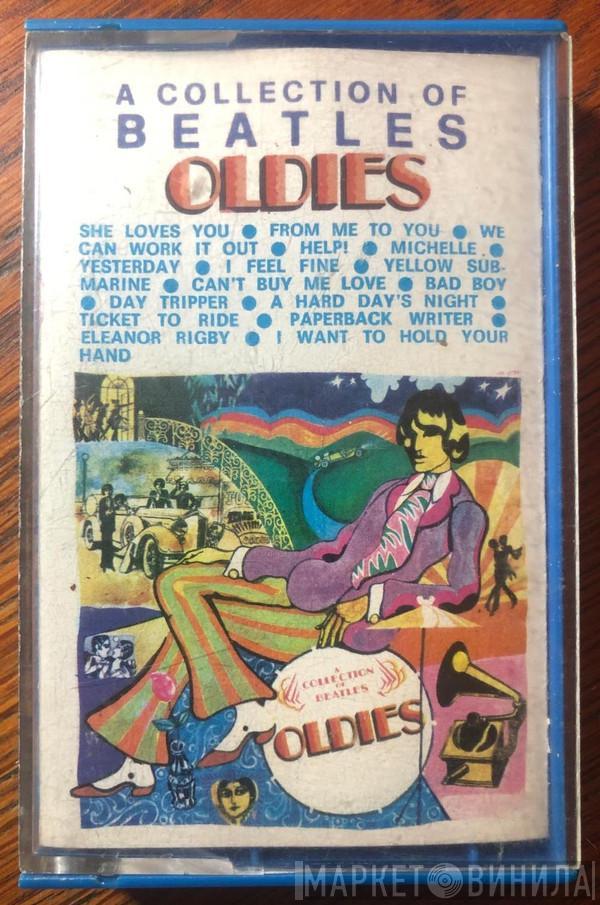 A COLLECTION OF
BEATLES
OLDIES
SHE LOVES YOU ● FROM ME TO YOU ● WE
CAN WORK IT OUT ● HELP! ● MICHELLE ●
YESTERDAY ● I FEEL FINE ● YELLOW SUB-
MARINE ● CAN'T BUY ME LOVE ● BAD BOY
● DAY TRIPPER ● A HARD DAY'S NIGHT ●
TICKET TO RIDE ● PAPERBACK WRITER ●
ELEANOR RIGBY ● I WANT TO HOLD YOUR
HAND
A
COLLECTION
OF
BEATLES
OLDIES
МАРКЕТ ВИНИЛА